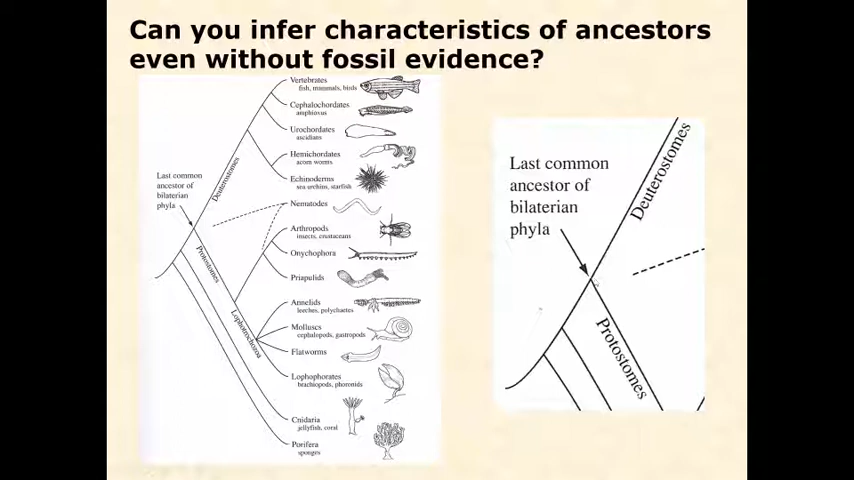 Can you infer characteristics of ancestors
even without fossil evidence?
Vertebrates
fish, mammals, birds
Cephalochordates
amphioxus
Urochordates
ascidians
Hemichordates
acorn worms
Echinoderms
sea urchins, starfish
Nematodes
Arthropods
insects, crustaceans
Onychophora
Priapulids
Annelids
leeches, polychaetes
Molluscs
cephalopods, gastropods
Flatworms
Lophophorates
brachiopods, phoronids
Cnidaria
jellyfish, coral
Porifera
sponges
Last common
ancestor of
bilaterian
phyla
Deuterostomes
Protostomes
Lophotrochozoa
Last common
ancestor of
bilaterian
phyla
Deuterostomes
Protostomes